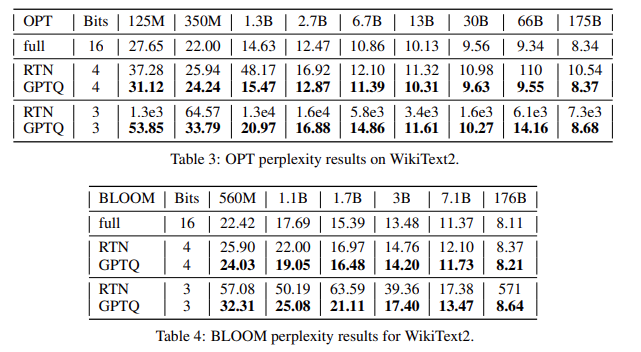 OPT Bits 125M 350M 1.3B 2.7B 6.7B 13B 30B 66B 175B
full 16 27.65 22.00 14.63 12.47 10.86 10.13 9.56 9.34 8.34
RTN 4 37.28 25.94 48.17 16.92 12.10 11.32 10.98 110 10.54
GPTQ 4 31.12 24.24 15.47 12.87 11.39 10.31 9.63 9.55 8.37
RTN 3 1.3e3 64.57 1.3e4 1.6e4 5.8e3 3.4e3 1.6e3 6.1e3 7.3e3
GPTQ 3 53.85 33.79 20.97 16.88 14.86 11.61 10.27 14.16 8.68
Table 3: OPT perplexity results on WikiText2.
BLOOM Bits 560M 1.1B 1.7B 3B 7.1B 176B
full 16 22.42 17.69 15.39 13.48 11.37 8.11
RTN 4 25.90 22.00 16.97 14.76 12.10 8.37
GPTQ 4 24.03 19.05 16.48 14.20 11.73 8.21
RTN 3 57.08 50.19 63.59 39.36 17.38 571
GPTQ 3 32.31 25.08 21.11 17.40 13.47 8.64
Table 4: BLOOM perplexity results for WikiText2.